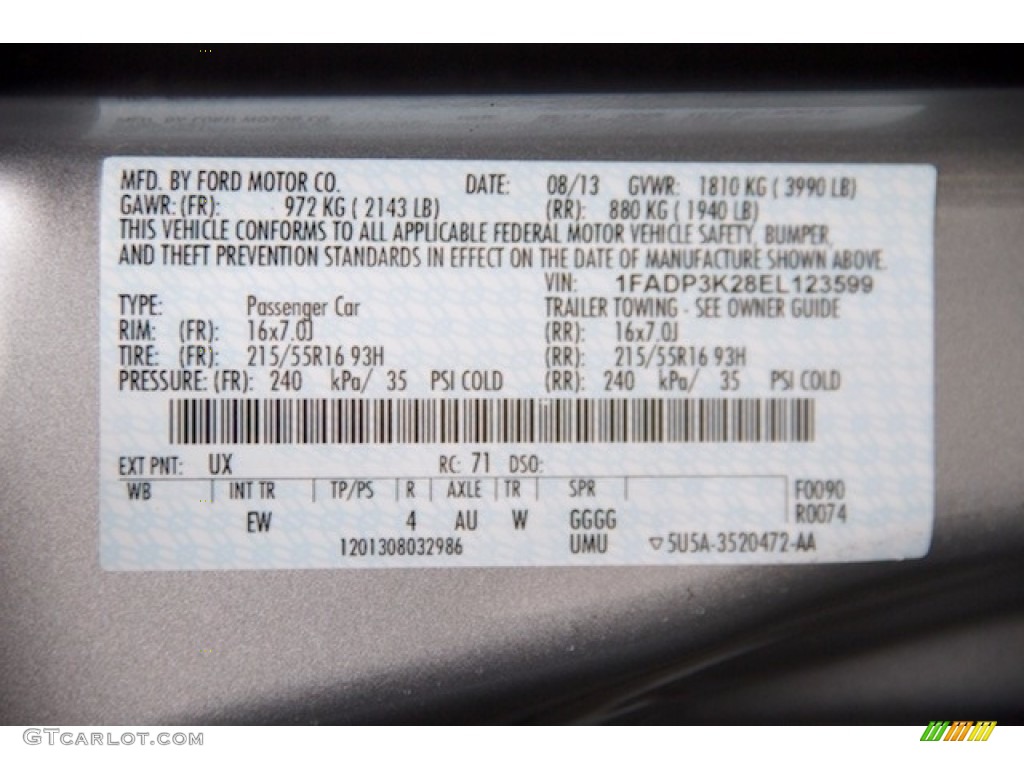 MFD. BY FORD MOTOR CO. DATE: 08/13 GVWR: 1810 KG ( 3990 LB)
GAWR: (FR): 972 KG ( 2143 LB) (RR): 880 KG ( 1940 LB)
THIS VEHICLE CONFORMS TO ALL APPLICABLE FEDERAL MOTOR VEHICLE SAFETY, BUMPER,
AND THEFT PREVENTION STANDARDS IN EFFECT ON THE DATE OF MANUFACTURE SHOWN ABOVE.
VIN: 1FADP3K28EL123599
TYPE: Passenger Car TRAILER TOWING - SEE OWNER GUIDE
RIM: (FR): 16x7.0J (RR): 16x7.0J
TIRE: (FR): 215/55R16 93H (RR): 215/55R16 93H
PRESSURE: (FR): 240 kPa/ 35 PSI COLD (RR): 240 kPa/ 35 PSI COLD
EXT PNT: UX RC: 71 DSO:
WB INT TR TP/PS R AXLE TR SPR F0090
EW 4 AU W GGGG R0074
1201308032986 UMU ▽5U5A-3520472-AA
GTCarlot.com